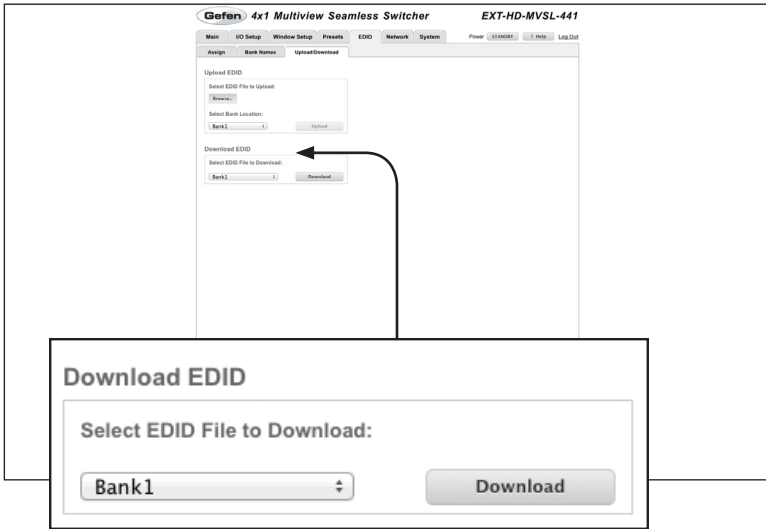 Gefen 4x1 Multiview Seamless Switcher EXT-HD-MVSL-441
Main I/O Setup Window Setup Presets EDID Network System Power STANDBY ? Help Log Out
Assign Bank Names Upload/Download
Upload EDID
Select EDID File to Upload:
Browse…
Select Bank Location:
Bank1 Upload
Download EDID
Select EDID File to Download:
Bank1 Download
Download EDID
Select EDID File to Download:
Bank1 Download